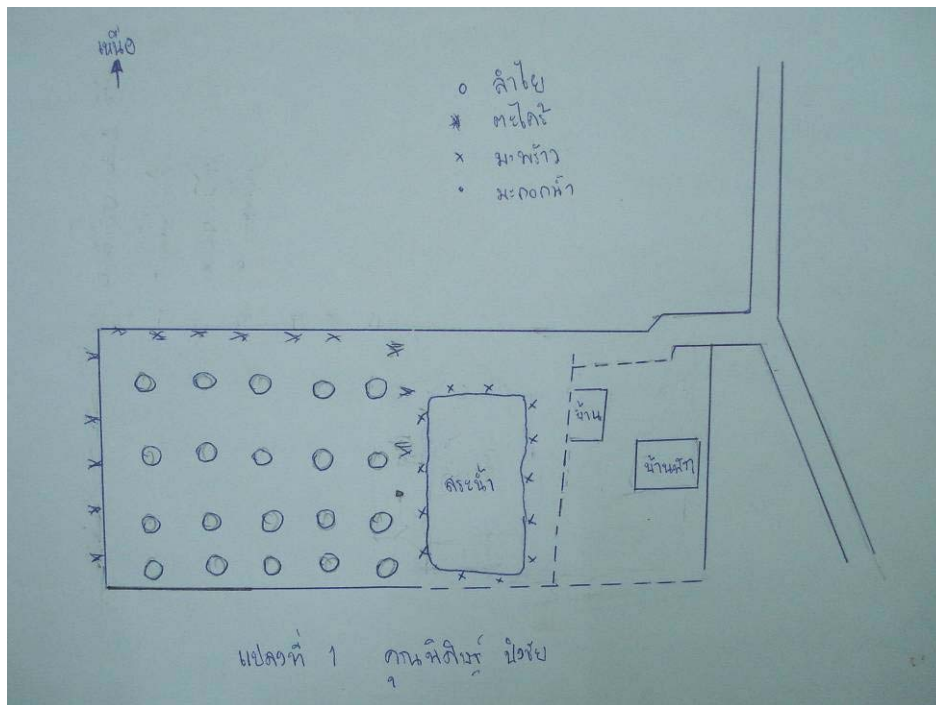 เหนือ
ลำไย
ตะไคร้
มะพร้าว
มะกอกน้ำ
บ้าน
บ้านพัก
สระน้ำ
แปลงที่ 1 คุณพิศิษฐ์